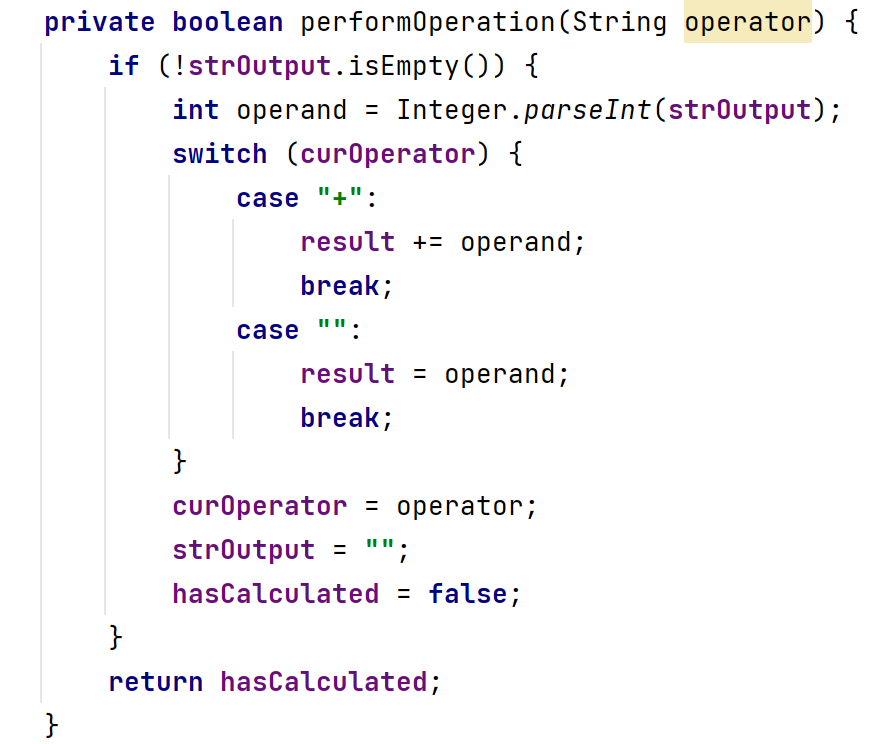 private boolean performOperation(String operator) {
    if (!strOutput.isEmpty()) {
        int operand = Integer.parseInt(strOutput);
        switch (curOperator) {
            case "+":
                result += operand;
                break;
            case "":
                result = operand;
                break;
        }
        curOperator = operator;
        strOutput = "";
        hasCalculated = false;
    }
    return hasCalculated;
}